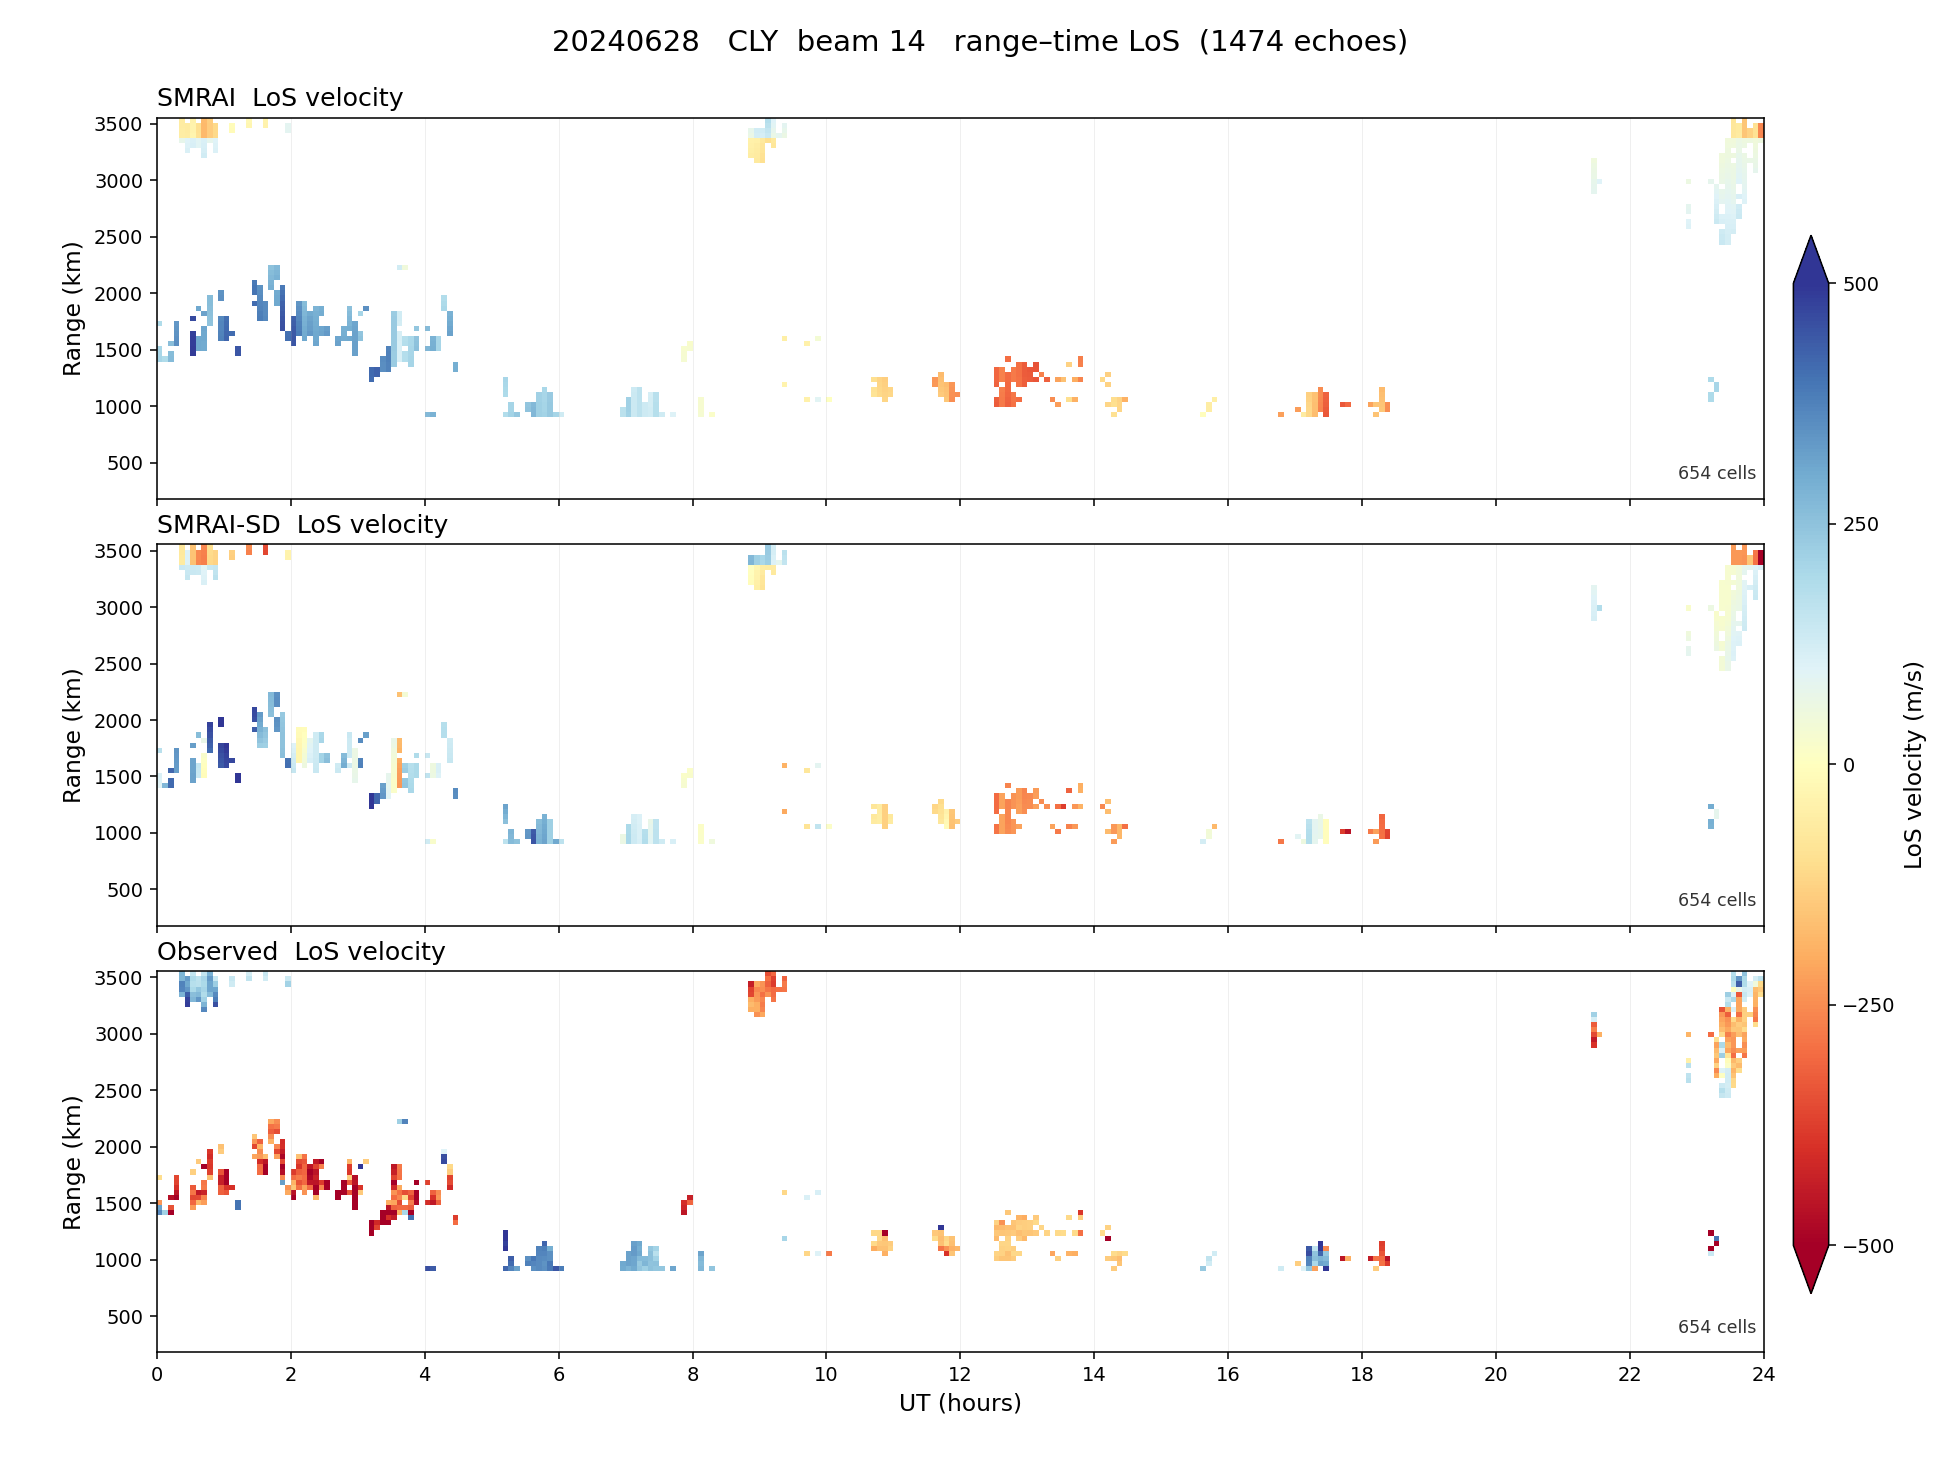 20240628   CLY  beam 14   range–time LoS  (1474 echoes)
SMRAI  LoS velocity
3500
3000
2500
2000
1500
1000
500
Range (km)
654 cells
SMRAI-SD  LoS velocity
3500
3000
2500
2000
1500
1000
500
Range (km)
654 cells
Observed  LoS velocity
3500
3000
2500
2000
1500
1000
500
Range (km)
654 cells
0 2 4 6 8 10 12 14 16 18 20 22 24
UT (hours)
500
250
0
−250
−500
LoS velocity (m/s)